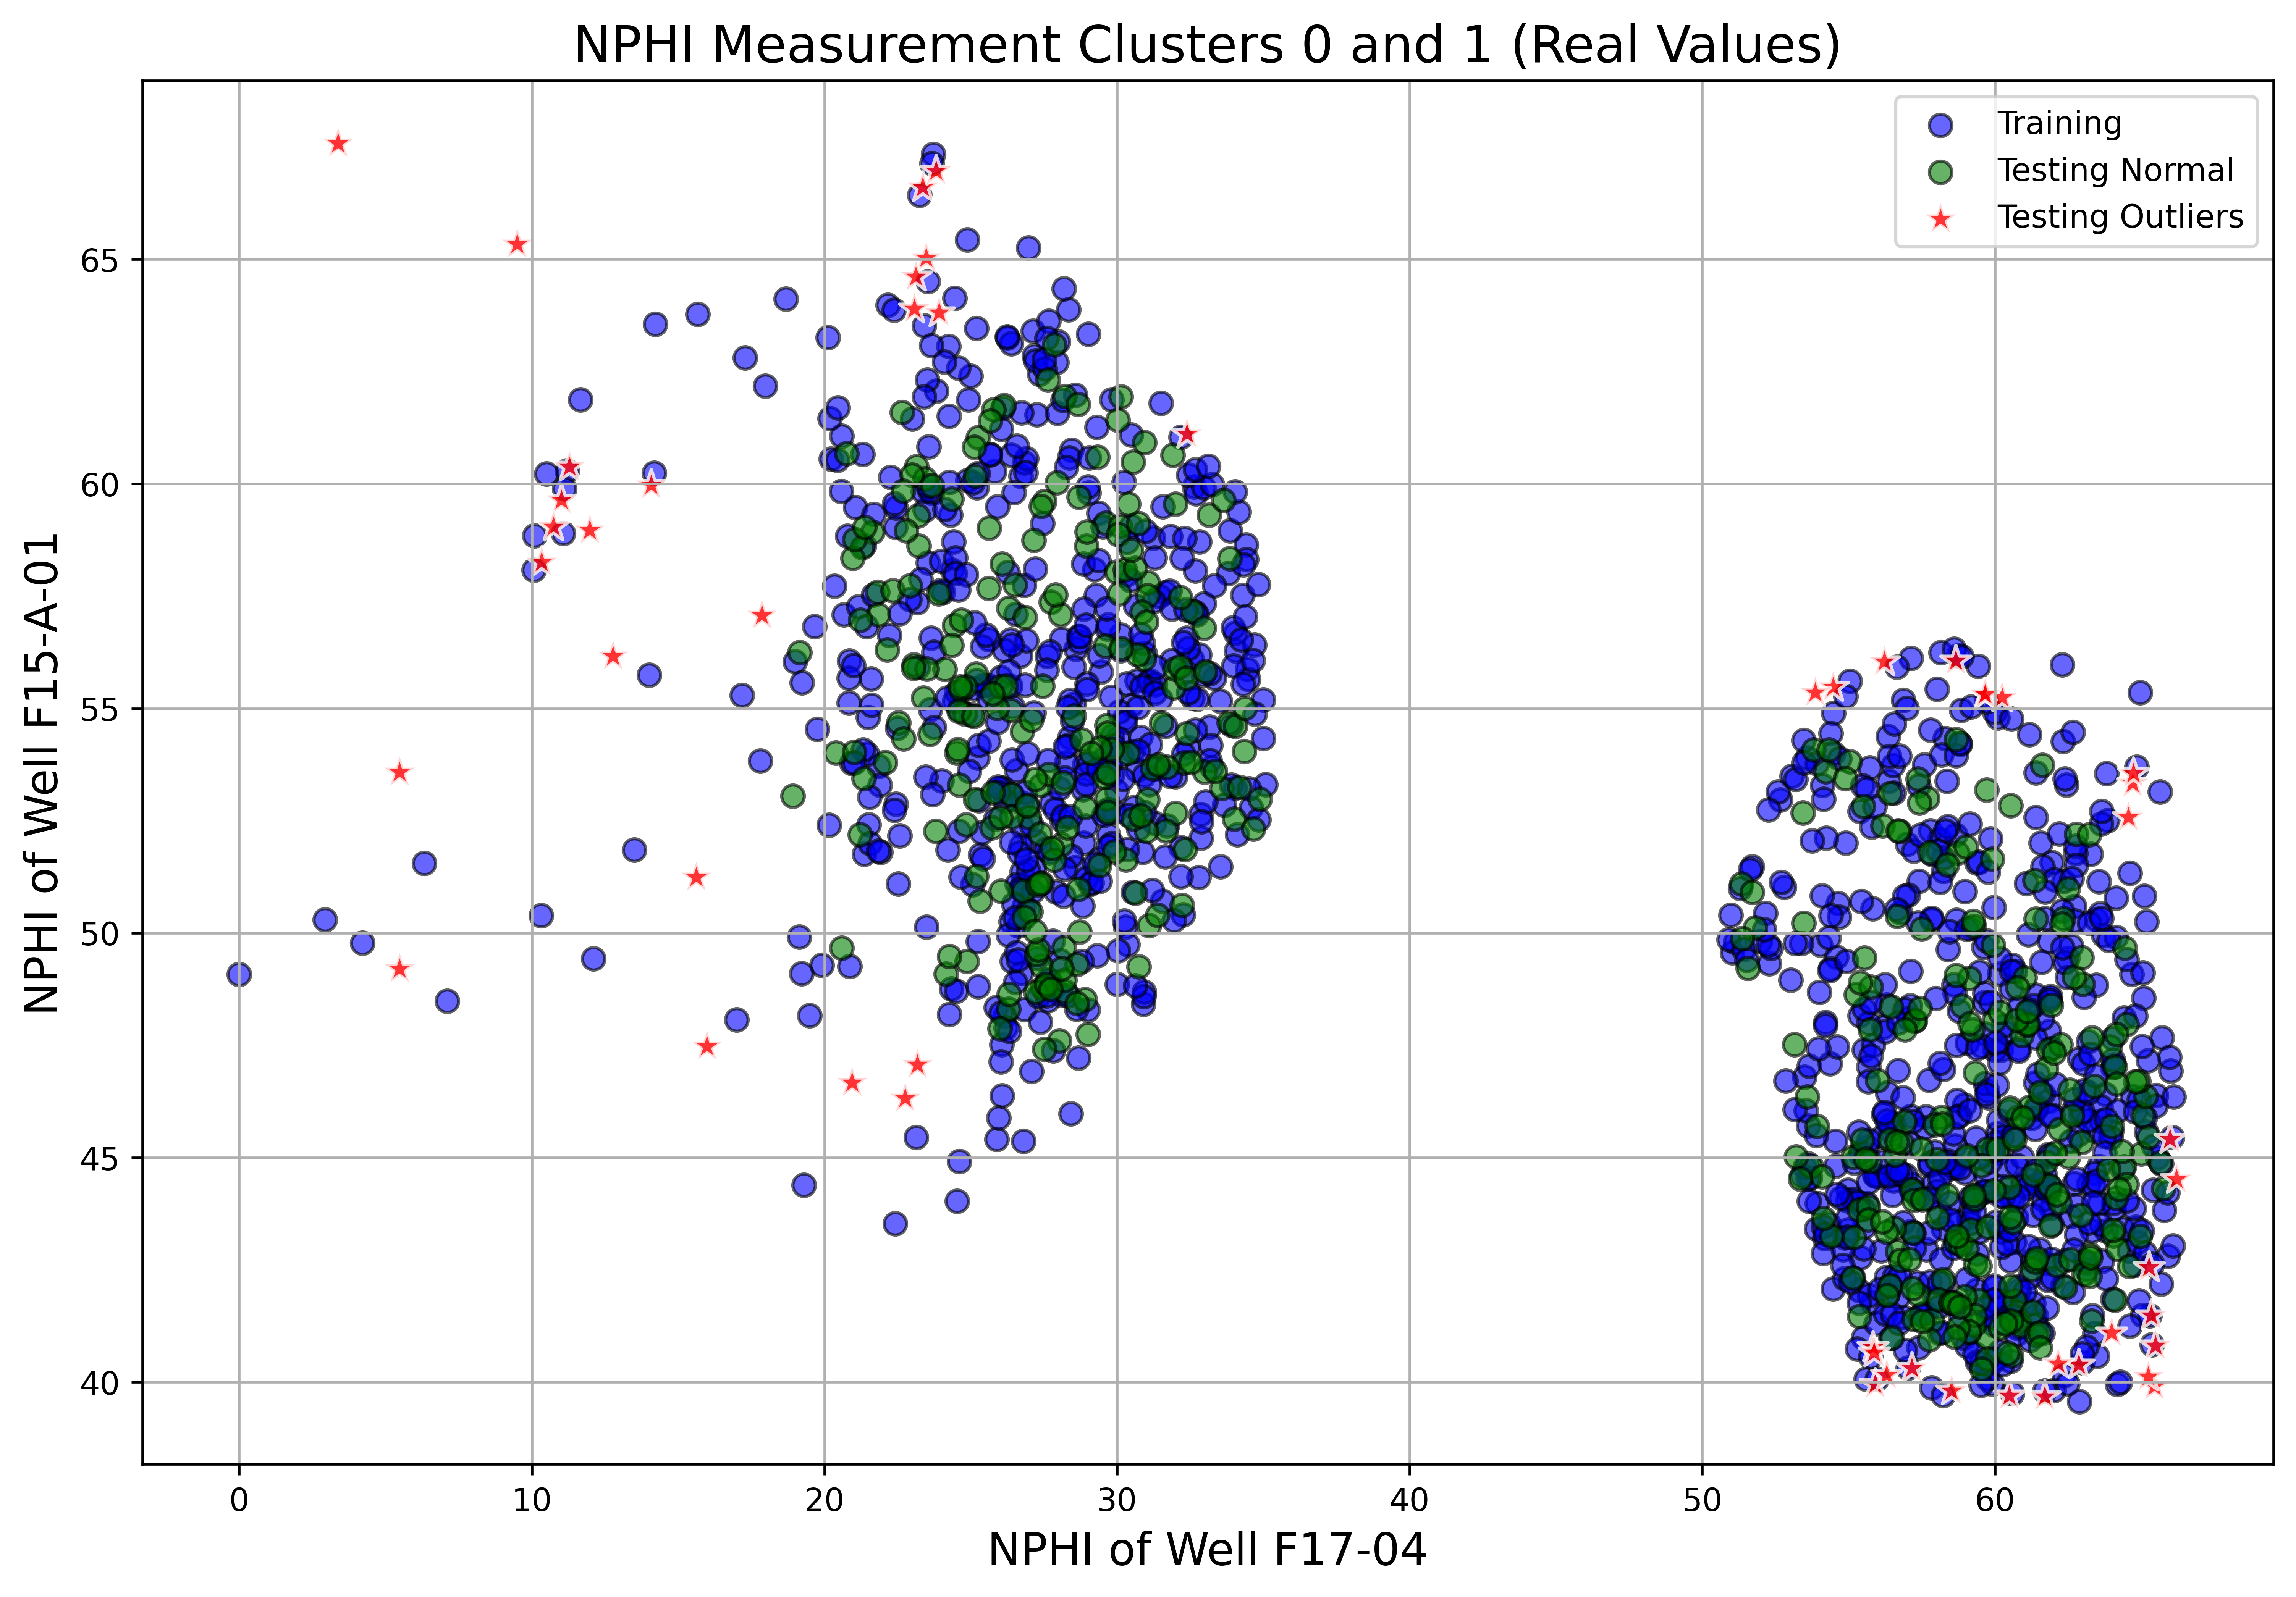 NPHI Measurement Clusters 0 and 1 (Real Values)
Training
Testing Normal
Testing Outliers
NPHI of Well F15-A-01
65
60
55
50
45
40
0 10 20 30 40 50 60
NPHI of Well F17-04